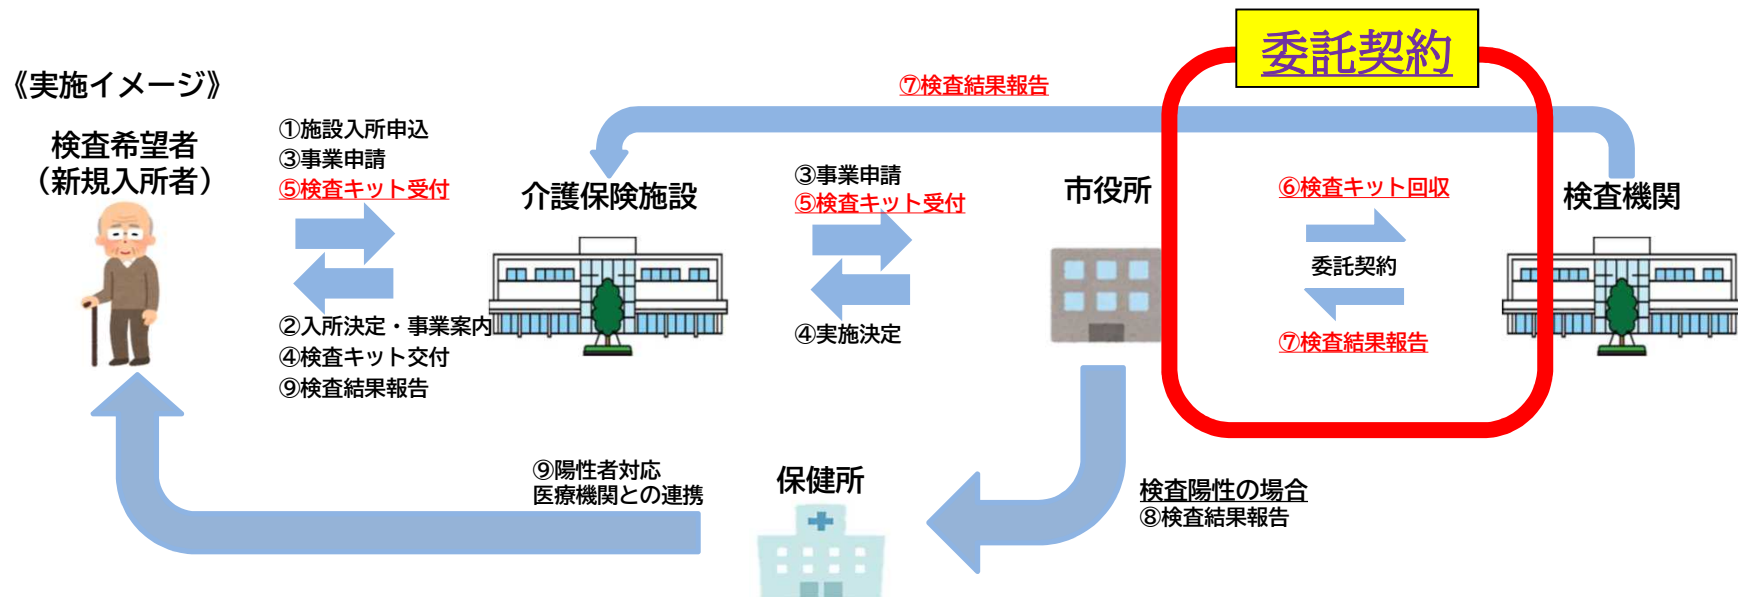 委託契約
《実施イメージ》
⑦検査結果報告
検査希望者
（新規入所者）
①施設入所申込
③事業申請
⑤検査キット受付
介護保険施設
③事業申請
⑤検査キット受付
市役所
⑥検査キット回収
検査機関
委託契約
②入所決定・事業案内
④検査キット交付
⑨検査結果報告
④実施決定
⑦検査結果報告
⑨陽性者対応
医療機関との連携
保健所
検査陽性の場合
⑧検査結果報告